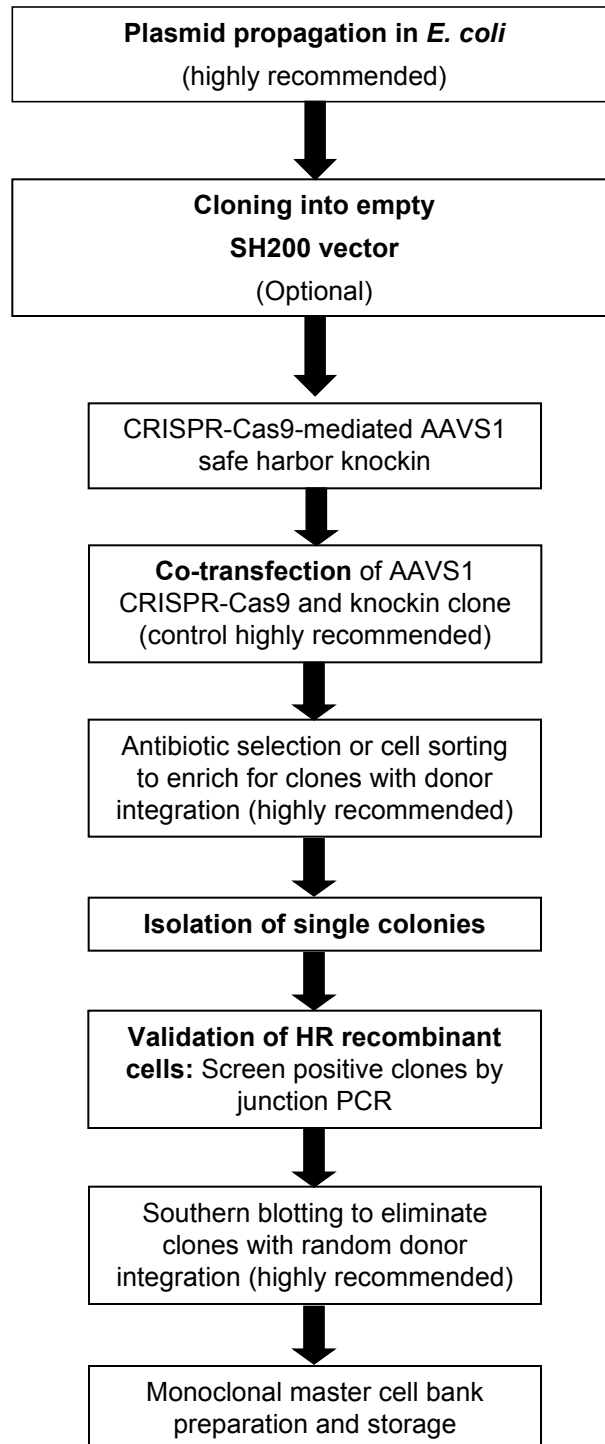 Plasmid propagation in E. coli
(highly recommended)
Cloning into empty
SH200 vector
(Optional)
CRISPR-Cas9-mediated AAVS1
safe harbor knockin
Co-transfection of AAVS1
CRISPR-Cas9 and knockin clone
(control highly recommended)
Antibiotic selection or cell sorting
to enrich for clones with donor
integration (highly recommended)
Isolation of single colonies
Validation of HR recombinant
cells: Screen positive clones by
junction PCR
Southern blotting to eliminate
clones with random donor
integration (highly recommended)
Monoclonal master cell bank
preparation and storage